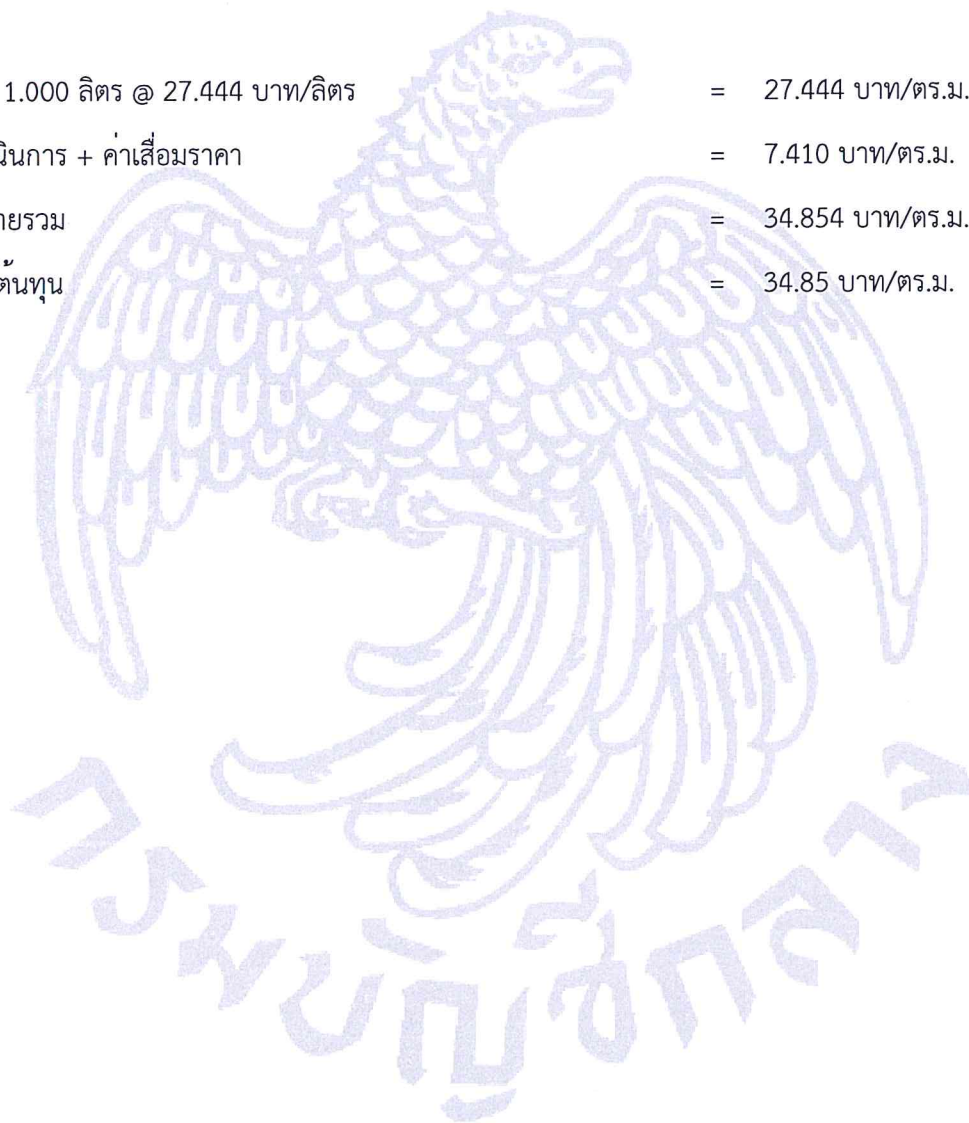 1.000 ลิตร @ 27.444 บาท/ลิตร = 27.444 บาท/ตร.ม.
นินการ + ค่าเสื่อมราคา = 7.410 บาท/ตร.ม.
ายรวม = 34.854 บาท/ตร.ม.
ต้นทุน = 34.85 บาท/ตร.ม.
กรมบัญชีกลาง